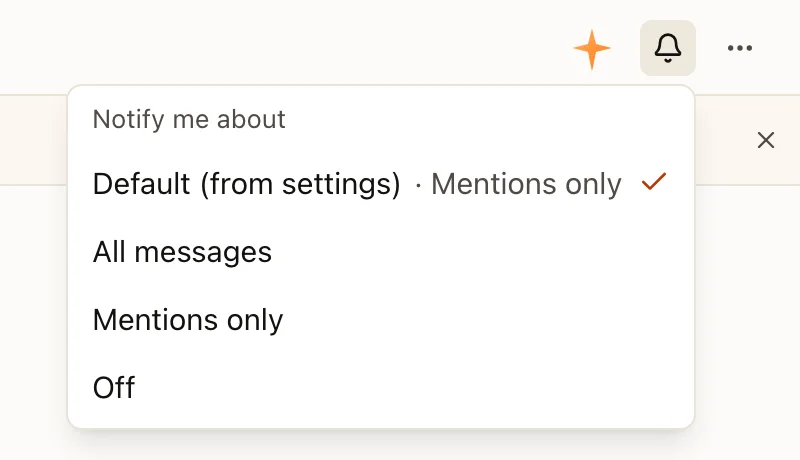 Notify me about
Default (from settings) · Mentions only
All messages
Mentions only
Off